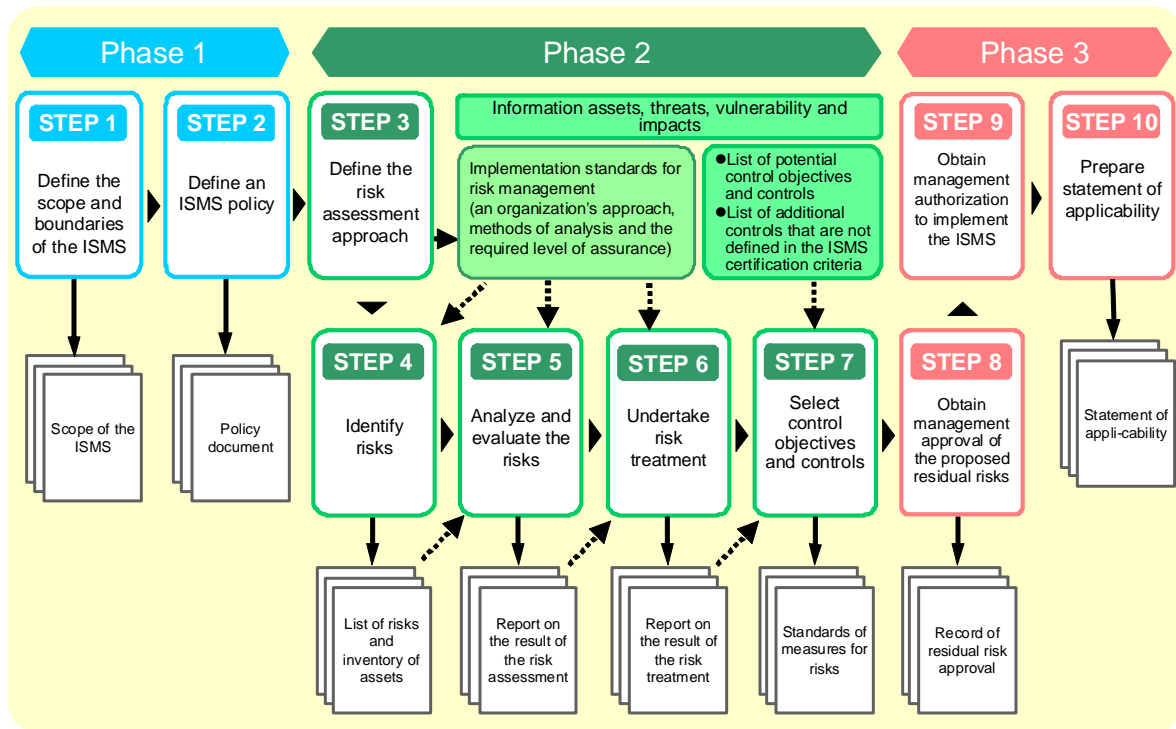 Phase 1
Phase 2
Phase 3
STEP 1
Define the
scope and
boundaries
of the ISMS
STEP 2
Define an
ISMS policy
STEP 3
Define the
risk
assessment
approach
Information assets, threats, vulnerability and
impacts
Implementation standards for
risk management
(an organization's approach,
methods of analysis and the
required level of assurance)
●List of potential
control objectives
and controls
●List of additional
controls that are not
defined in the ISMS
certification criteria
STEP 9
Obtain
management
authorization
to implement
the ISMS
STEP 10
Prepare
statement of
applicability
STEP 4
Identify
risks
STEP 5
Analyze and
evaluate the
risks
STEP 6
Undertake
risk
treatment
STEP 7
Select
control
objectives
and controls
STEP 8
Obtain
management
approval of
the proposed
residual risks
Scope of the
ISMS
Policy
document
Statement of
appli-cability
List of risks
and
inventory of
assets
Report on
the result of
the risk
assessment
Report on
the result of
the risk
treatment
Standards of
measures for
risks
Record of
residual risk
approval